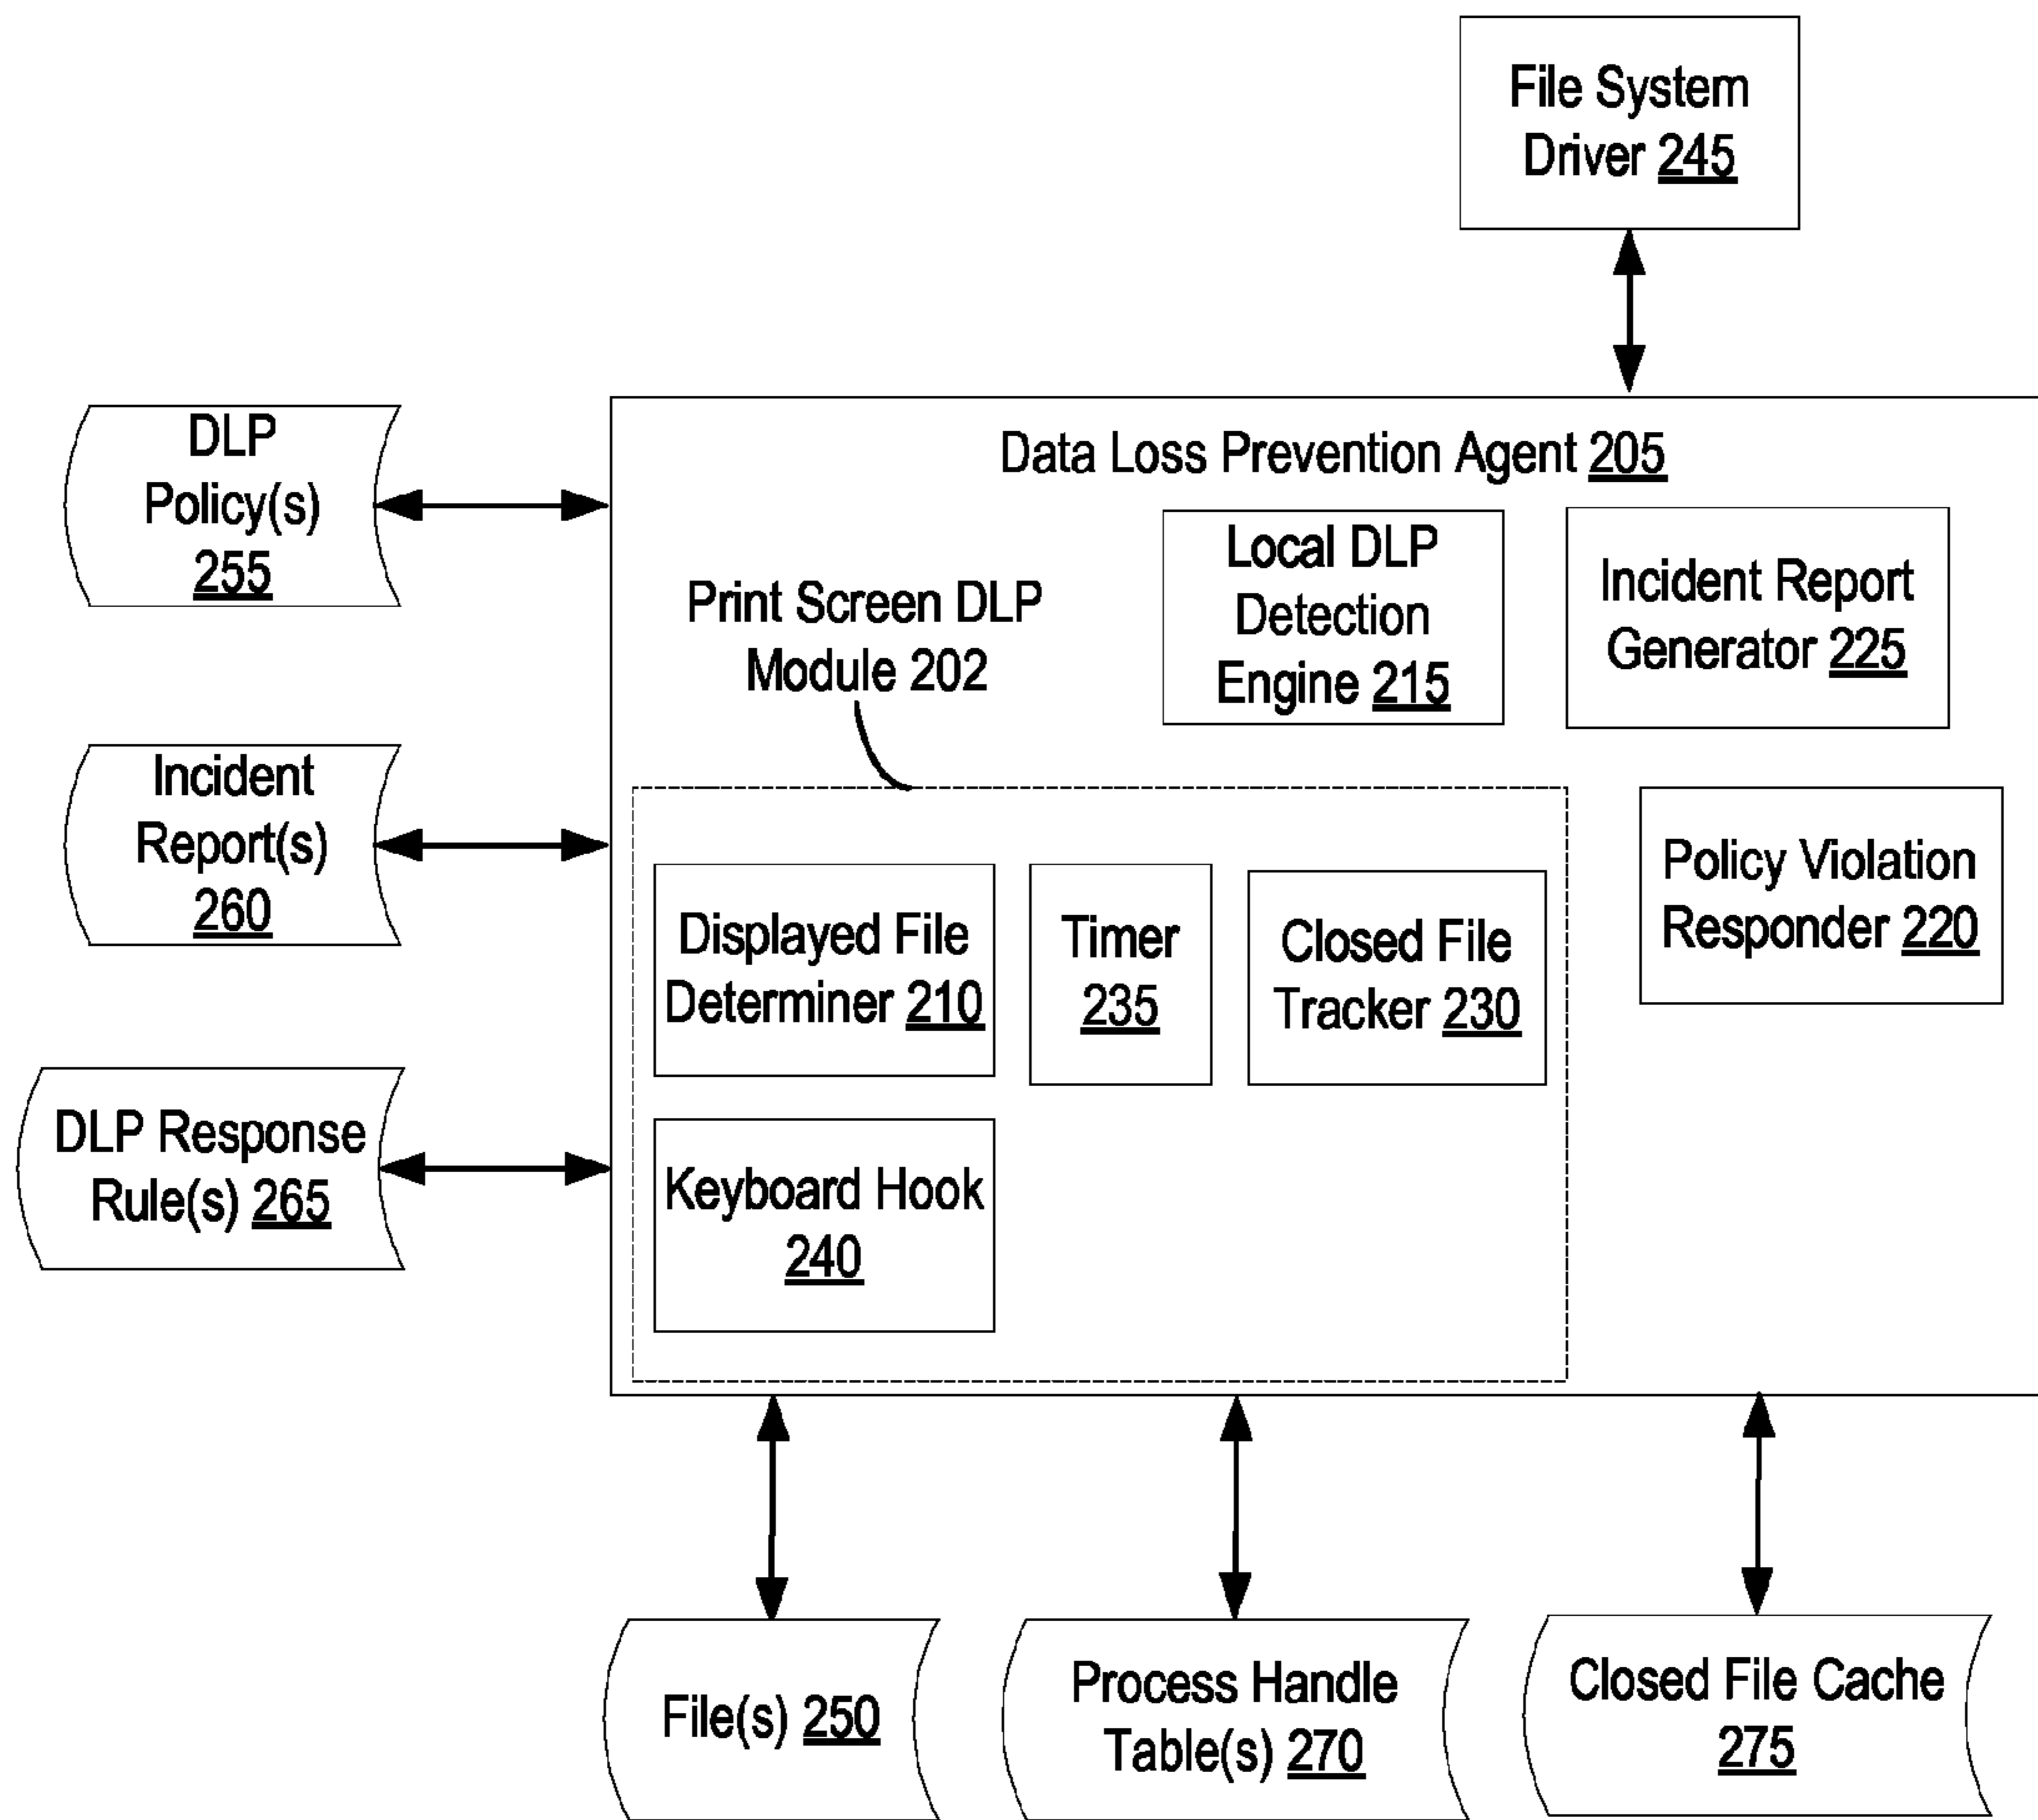 File System
Driver 245
Data Loss Prevention Agent 205
DLP
Policy(s)
255
Local DLP
Detection
Engine 215
Incident Report
Generator 225
Print Screen DLP
Module 202
Incident
Report(s)
260
Policy Violation
Responder 220
Displayed File
Determiner 210
Timer
235
Closed File
Tracker 230
DLP Response
Rule(s) 265
Keyboard Hook
240
File(s) 250
Process Handle
Table(s) 270
Closed File Cache
275